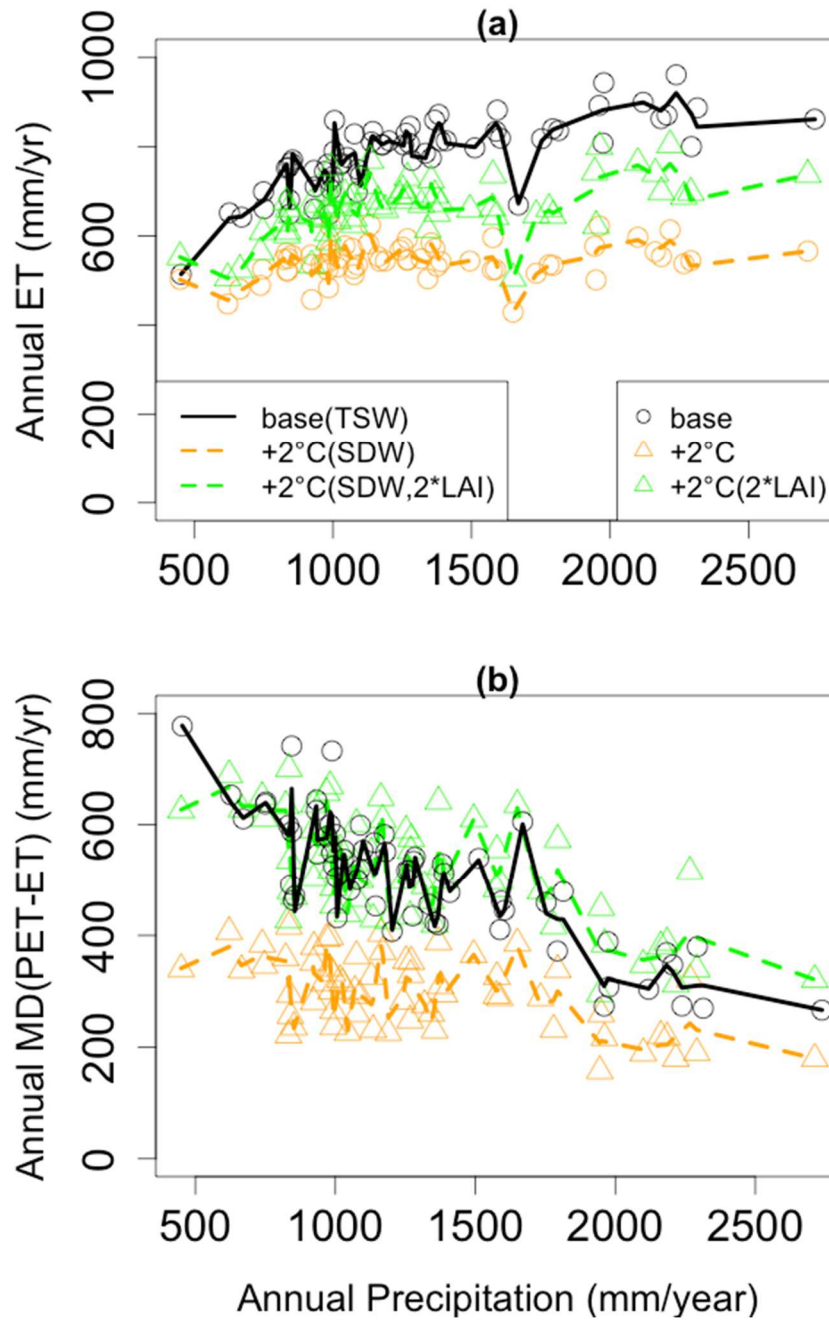 (a)
Annual ET (mm/yr)
1000
600
200
0
base(TSW)
+2°C(SDW)
+2°C(SDW,2*LAI)
base
+2°C
+2°C(2*LAI)
500 1000 1500 2000 2500
(b)
Annual MD(PET-ET) (mm/yr)
800
600
400
200
0
500 1000 1500 2000 2500
Annual Precipitation (mm/year)